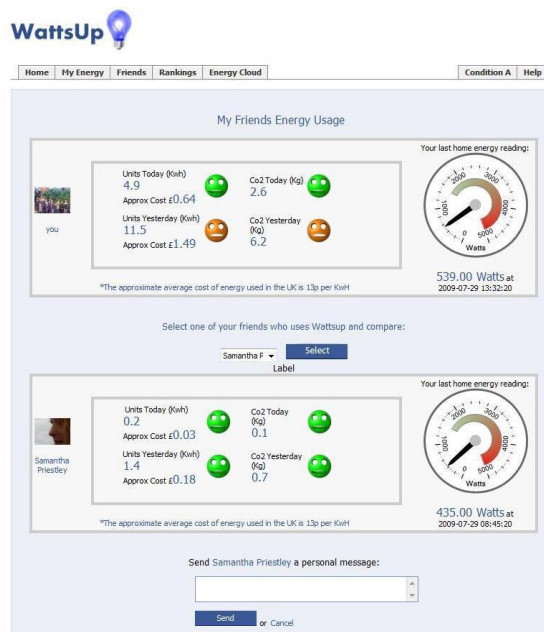 WattsUp
Home My Energy Friends Rankings Energy Cloud Condition A Help
My Friends Energy Usage
Your last home energy reading:
Units Today (Kwh)
4.9
Approx Cost £0.64
Co2 Today (Kg)
2.6
Units Yesterday (Kwh)
11.5
Approx Cost £1.49
Co2 Yesterday
(Kg)
6.2
you
*The approximate average cost of energy used in the UK is 13p per KwH
0 1000 2000 3000 4000 5000
Watts
539.00 Watts at
2009-07-29 13:32:20
Select one of your friends who uses Wattsup and compare:
Samantha P Select
Label
Your last home energy reading:
Units Today (Kwh)
0.2
Approx Cost £0.03
Co2 Today
(Kg)
0.1
Units Yesterday (Kwh)
1.4
Approx Cost £0.18
Co2 Yesterday
(Kg)
0.7
Samantha
Priestley
*The approximate average cost of energy used in the UK is 13p per KwH
0 1000 2000 3000 4000 5000
Watts
435.00 Watts at
2009-07-29 08:45:20
Send Samantha Priestley a personal message:
Send or Cancel